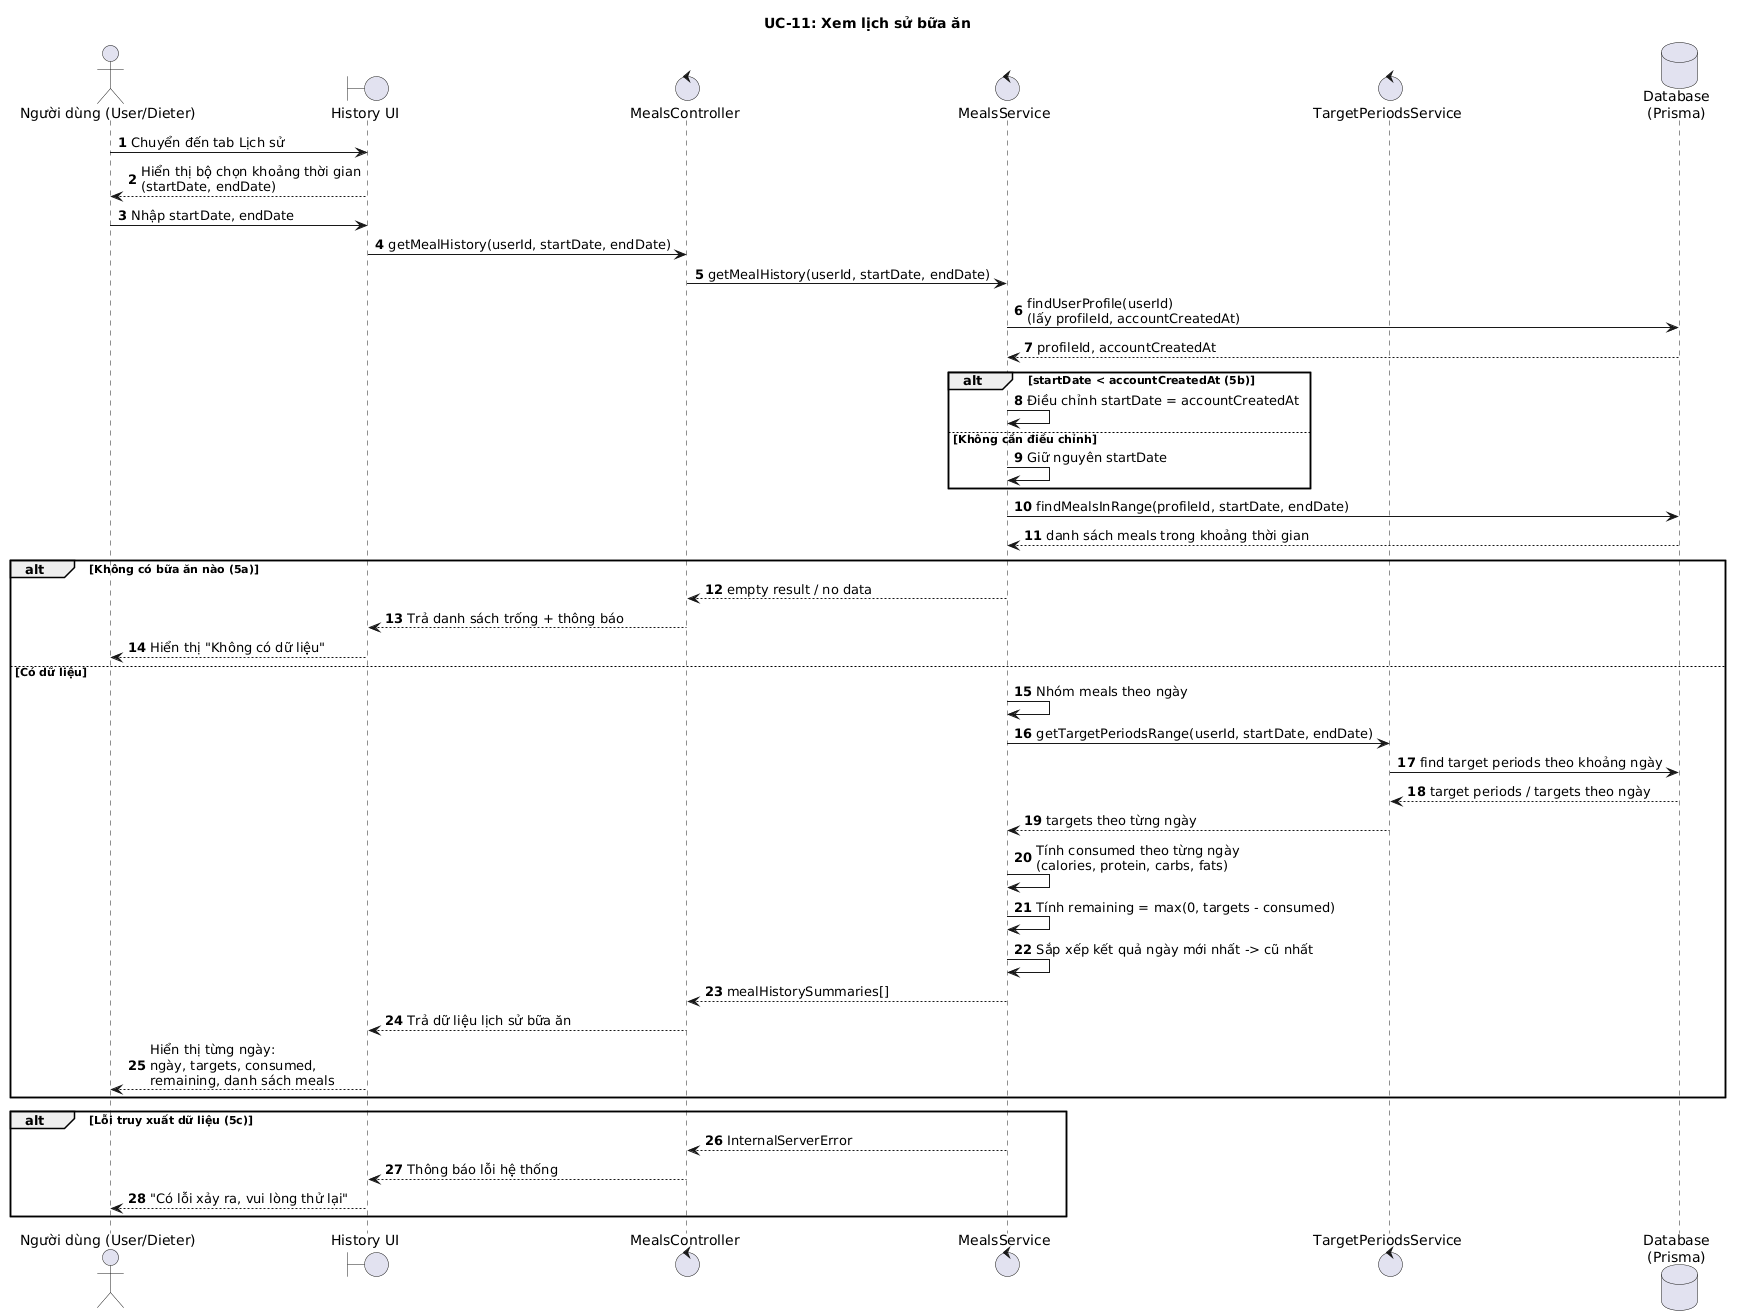 UC-11: Xem lịch sử bữa ăn
Người dùng (User/Dieter)
History UI
MealsController
MealsService
TargetPeriodsService
Database
(Prisma)
1 Chuyển đến tab Lịch sử
2 Hiển thị bộ chọn khoảng thời gian
(startDate, endDate)
3 Nhập startDate, endDate
4 getMealHistory(userId, startDate, endDate)
5 getMealHistory(userId, startDate, endDate)
6 findUserProfile(userId)
(lấy profileId, accountCreatedAt)
7 profileId, accountCreatedAt
alt [startDate < accountCreatedAt (5b)]
8 Điều chỉnh startDate = accountCreatedAt
[Không cần điều chỉnh]
9 Giữ nguyên startDate
10 findMealsInRange(profileId, startDate, endDate)
11 danh sách meals trong khoảng thời gian
alt [Không có bữa ăn nào (5a)]
12 empty result / no data
13 Trả danh sách trống + thông báo
14 Hiển thị "Không có dữ liệu"
[Có dữ liệu]
15 Nhóm meals theo ngày
16 getTargetPeriodsRange(userId, startDate, endDate)
17 find target periods theo khoảng ngày
18 target periods / targets theo ngày
19 targets theo từng ngày
20 Tính consumed theo từng ngày
(calories, protein, carbs, fats)
21 Tính remaining = max(0, targets - consumed)
22 Sắp xếp kết quả ngày mới nhất -> cũ nhất
23 mealHistorySummaries[]
24 Trả dữ liệu lịch sử bữa ăn
25 Hiển thị từng ngày:
ngày, targets, consumed,
remaining, danh sách meals
alt [Lỗi truy xuất dữ liệu (5c)]
26 InternalServerError
27 Thông báo lỗi hệ thống
28 "Có lỗi xảy ra, vui lòng thử lại"
Người dùng (User/Dieter)
History UI
MealsController
MealsService
TargetPeriodsService
Database
(Prisma)